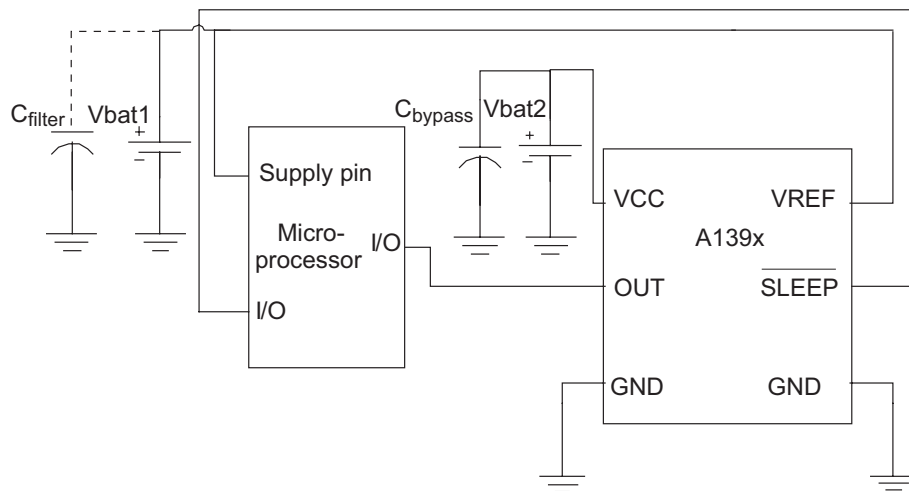 Cfilter Vbat1
+
−
Cbypass Vbat2
+
−
Supply pin
Micro-
processor
I/O
I/O
VCC
VREF
A139x
OUT
SLEEP
GND
GND